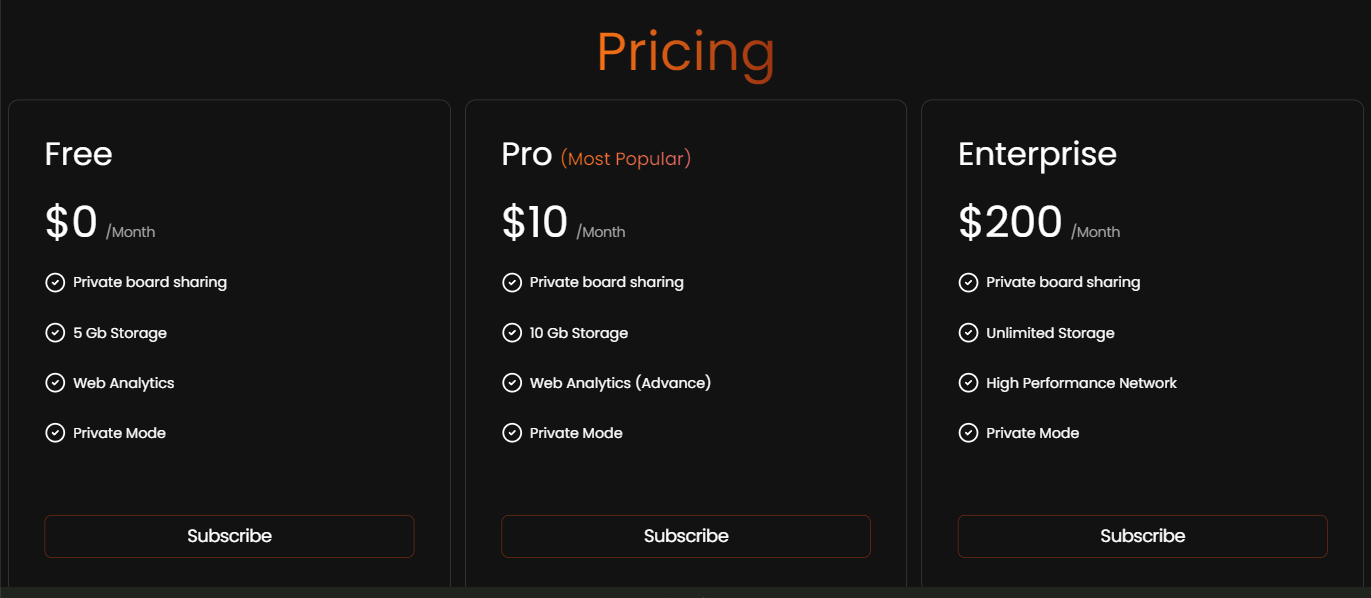 Pricing
Free
$0 /Month
Private board sharing
5 Gb Storage
Web Analytics
Private Mode
Subscribe
Pro (Most Popular)
$10 /Month
Private board sharing
10 Gb Storage
Web Analytics (Advance)
Private Mode
Subscribe
Enterprise
$200 /Month
Private board sharing
Unlimited Storage
High Performance Network
Private Mode
Subscribe